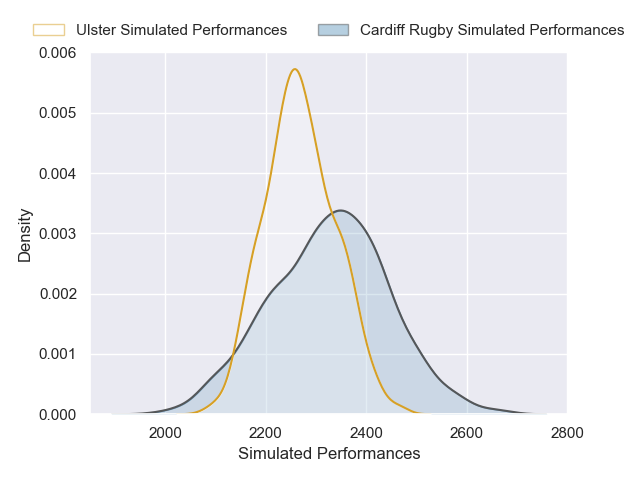 Ulster Simulated Performances Cardiff Rugby Simulated Performances
0.006
0.005
0.004
0.003
0.002
0.001
0.000
Density
2000 2200 2400 2600 2800
Simulated Performances